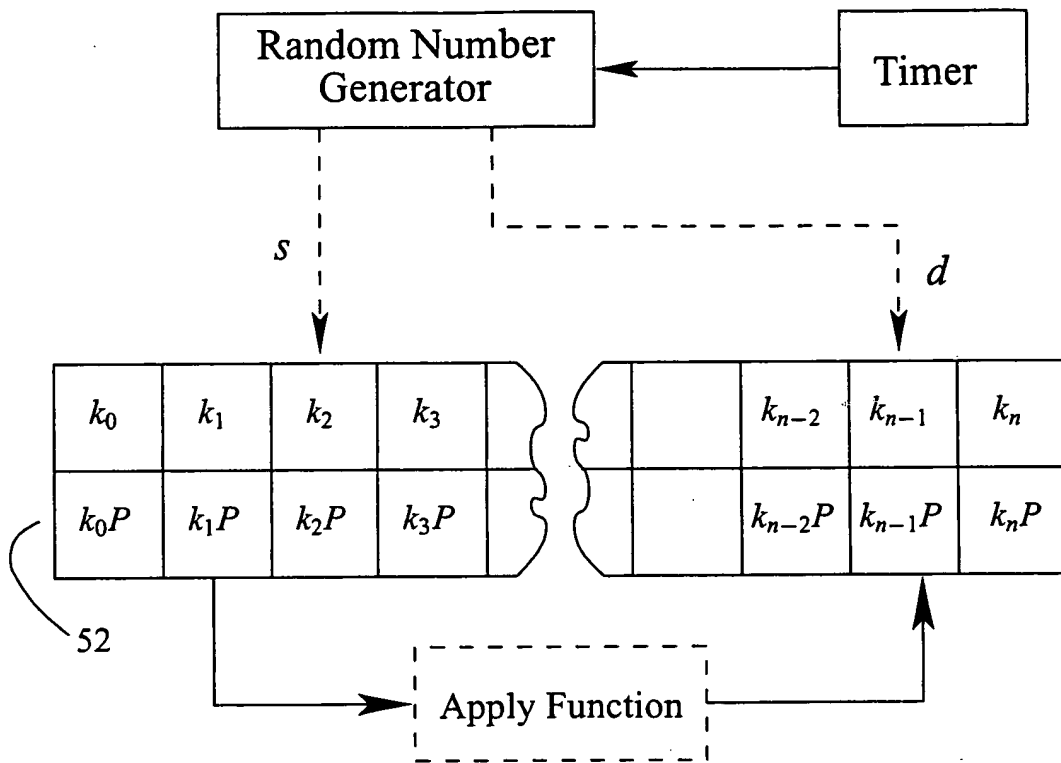 Random Number
Generator
Timer
s
d
k₀ k₁ k₂ k₃ kₙ₋₂ kₙ₋₁ kₙ
k₀P k₁P k₂P k₃P kₙ₋₂P kₙ₋₁P kₙP
52
Apply Function